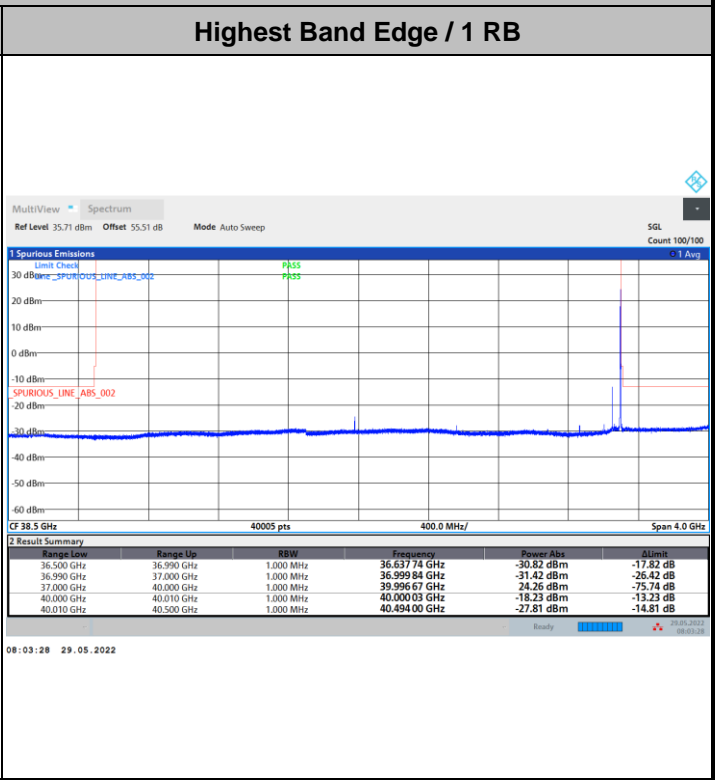 Highest Band Edge / 1 RB
MultiView Spectrum
Ref Level 35.71 dBm Offset 55.51 dB Mode Auto Sweep SGL
Count 100/100
1 Spurious Emissions 1 Avg
Limit Check PASS
30 dBm Line _SPURIOUS_LINE_ABS_002 PASS
20 dBm
10 dBm
0 dBm
-10 dBm
_SPURIOUS_LINE_ABS_002
-20 dBm
-30 dBm
-40 dBm
-50 dBm
-60 dBm
CF 38.5 GHz 40005 pts 400.0 MHz/ Span 4.0 GHz
2 Result Summary
Range Low Range Up RBW Frequency Power Abs ΔLimit
36.500 GHz 36.990 GHz 1.000 MHz 36.637 74 GHz -30.82 dBm -17.82 dB
36.990 GHz 37.000 GHz 1.000 MHz 36.999 84 GHz -31.42 dBm -26.42 dB
37.000 GHz 40.000 GHz 1.000 MHz 39.996 67 GHz 24.26 dBm -75.74 dB
40.000 GHz 40.010 GHz 1.000 MHz 40.000 03 GHz -18.23 dBm -13.23 dB
40.010 GHz 40.500 GHz 1.000 MHz 40.494 00 GHz -27.81 dBm -14.81 dB
Ready 29.05.2022
08:03:28
08:03:28 29.05.2022